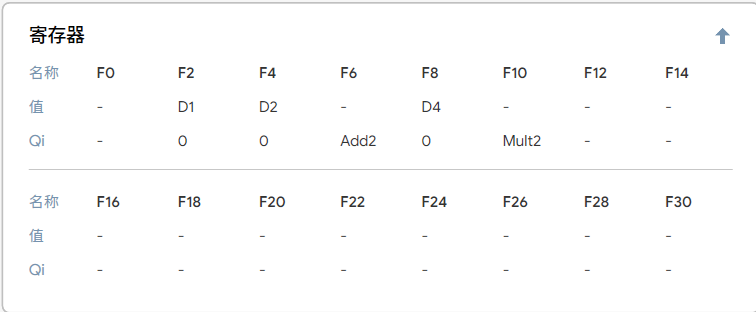 寄存器
名称 F0 F2 F4 F6 F8 F10 F12 F14
值 - D1 D2 - D4 - - -
Qi - 0 0 Add2 0 Mult2 - -
名称 F16 F18 F20 F22 F24 F26 F28 F30
值 - - - - - - - -
Qi - - - - - - - -